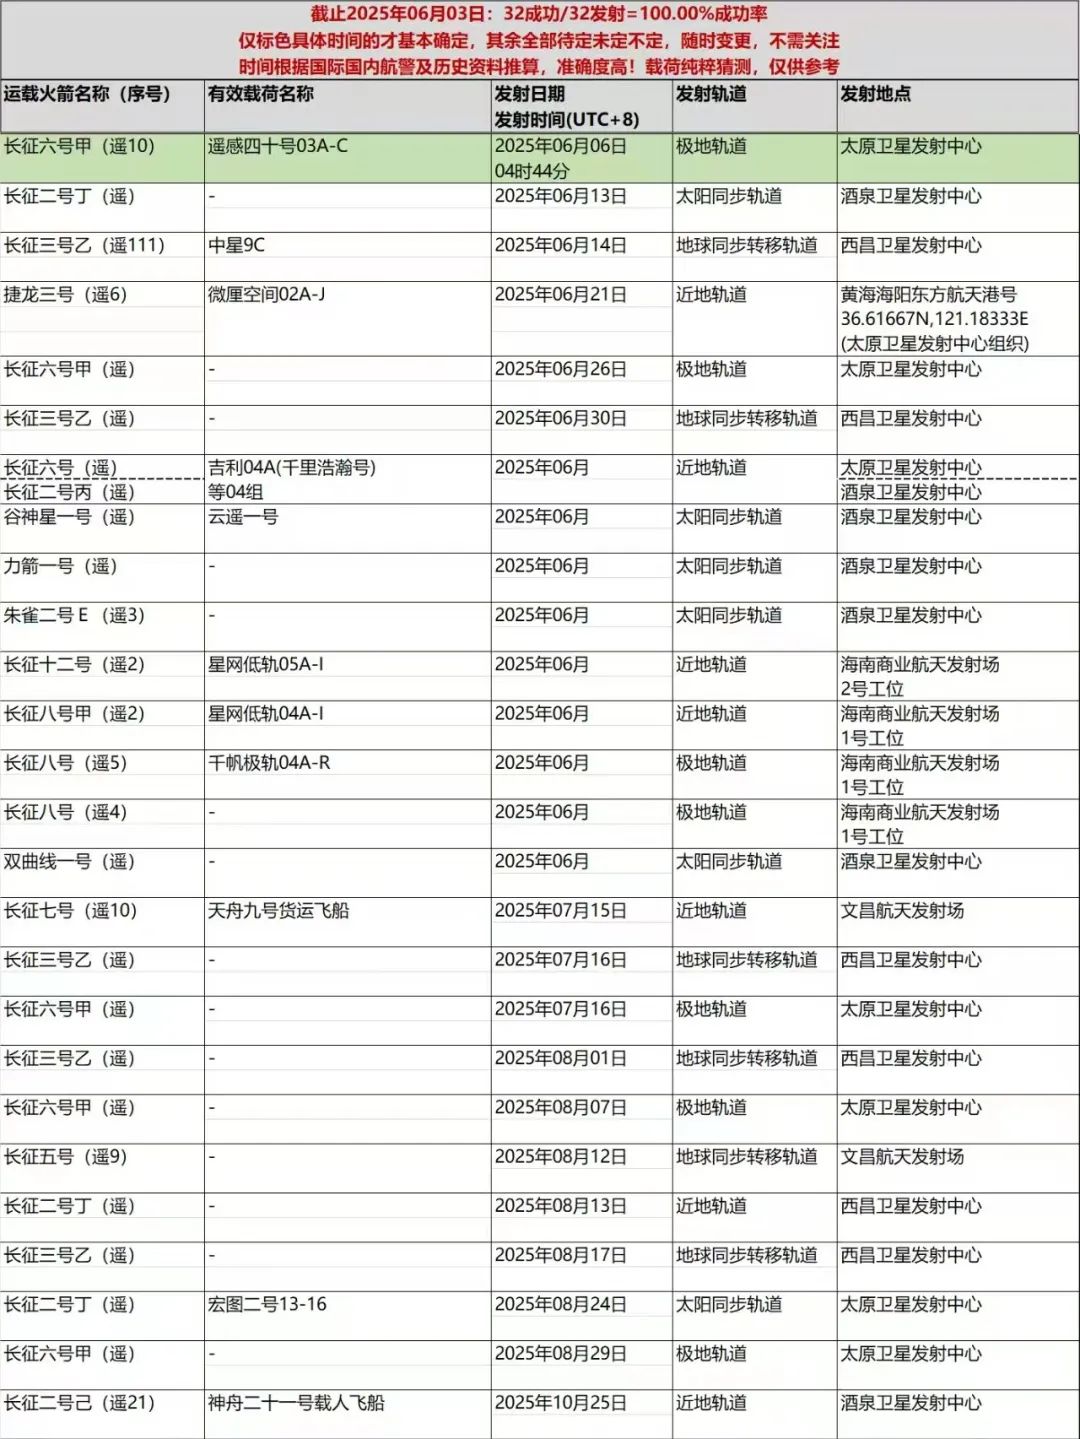 截止2025年06月03日：32成功/32发射=100.00%成功率
仅标色具体时间的才基本确定，其余全部待定未定不定，随时变更，不需关注
时间根据国际国内航警及历史资料推算，准确度高！载荷纯粹猜测，仅供参考
运载火箭名称（序号） 有效载荷名称 发射日期 发射轨道 发射地点
发射时间(UTC+8)
长征六号甲（遥10） 遥感四十号03A-C 2025年06月06日 极地轨道 太原卫星发射中心
04时44分
长征二号丁（遥） - 2025年06月13日 太阳同步轨道 酒泉卫星发射中心
长征三号乙（遥111） 中星9C 2025年06月14日 地球同步转移轨道 西昌卫星发射中心
捷龙三号（遥6） 微厘空间02A-J 2025年06月21日 近地轨道 黄海海阳东方航天港号
36.61667N,121.18333E
(太原卫星发射中心组织)
长征六号甲（遥） - 2025年06月26日 极地轨道 太原卫星发射中心
长征三号乙（遥） - 2025年06月30日 地球同步转移轨道 西昌卫星发射中心
长征六号（遥） 吉利04A(千里浩瀚号) 2025年06月 近地轨道 太原卫星发射中心
长征二号丙（遥） 等04组 酒泉卫星发射中心
谷神星一号（遥） 云遥一号 2025年06月 太阳同步轨道 酒泉卫星发射中心
力箭一号（遥） - 2025年06月 太阳同步轨道 酒泉卫星发射中心
朱雀二号E（遥3） - 2025年06月 太阳同步轨道 酒泉卫星发射中心
长征十二号（遥2） 星网低轨05A-I 2025年06月 近地轨道 海南商业航天发射场
2号工位
长征八号甲（遥2） 星网低轨04A-I 2025年06月 近地轨道 海南商业航天发射场
1号工位
长征八号（遥5） 千帆极轨04A-R 2025年06月 极地轨道 海南商业航天发射场
1号工位
长征八号（遥4） - 2025年06月 极地轨道 海南商业航天发射场
1号工位
双曲线一号（遥） - 2025年06月 太阳同步轨道 酒泉卫星发射中心
长征七号（遥10） 天舟九号货运飞船 2025年07月15日 近地轨道 文昌航天发射场
长征三号乙（遥） - 2025年07月16日 地球同步转移轨道 西昌卫星发射中心
长征六号甲（遥） - 2025年07月16日 极地轨道 太原卫星发射中心
长征三号乙（遥） - 2025年08月01日 地球同步转移轨道 西昌卫星发射中心
长征六号甲（遥） - 2025年08月07日 极地轨道 太原卫星发射中心
长征五号（遥9） - 2025年08月12日 地球同步转移轨道 文昌航天发射场
长征二号丁（遥） - 2025年08月13日 近地轨道 西昌卫星发射中心
长征三号乙（遥） - 2025年08月17日 地球同步转移轨道 西昌卫星发射中心
长征二号丁（遥） 宏图二号13-16 2025年08月24日 太阳同步轨道 太原卫星发射中心
长征六号甲（遥） - 2025年08月29日 极地轨道 太原卫星发射中心
长征二号己（遥21） 神舟二十一号载人飞船 2025年10月25日 近地轨道 酒泉卫星发射中心